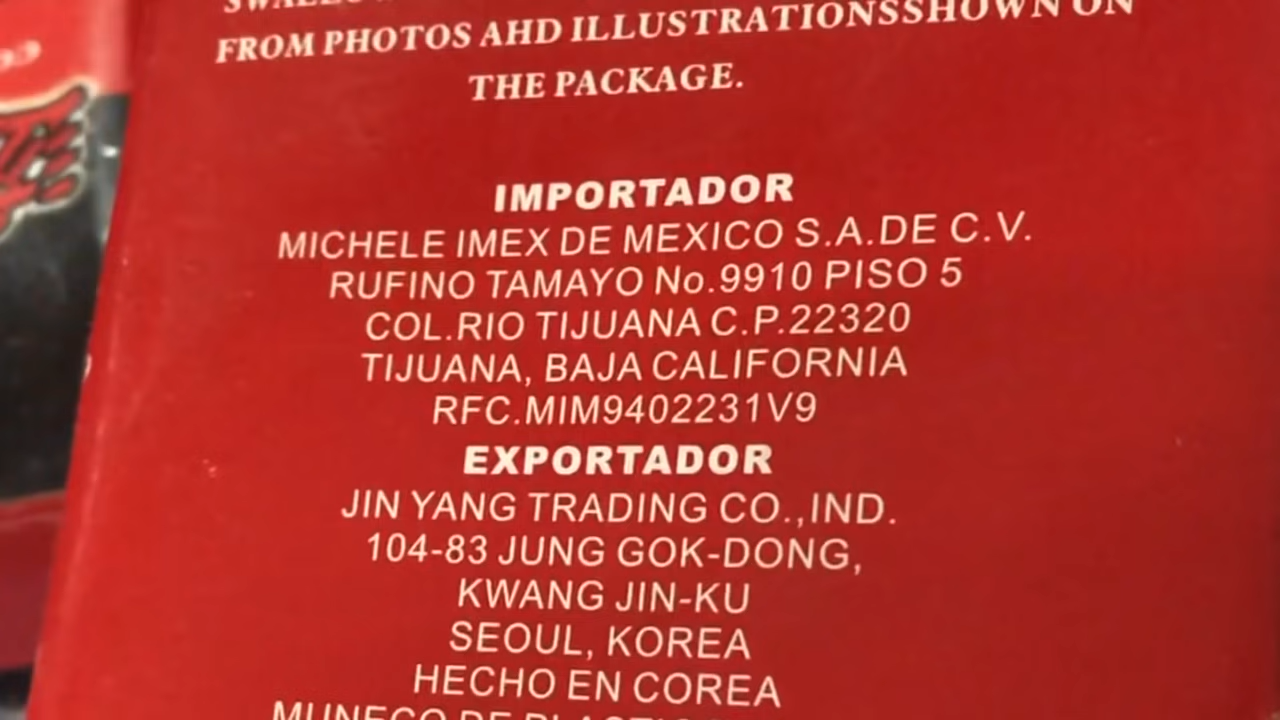 FROM PHOTOS AHD ILLUSTRATIONSSHOWN ON
THE PACKAGE.
IMPORTADOR
MICHELE IMEX DE MEXICO S.A.DE C.V.
RUFINO TAMAYO No.9910 PISO 5
COL.RIO TIJUANA C.P.22320
TIJUANA, BAJA CALIFORNIA
RFC.MIM9402231V9
EXPORTADOR
JIN YANG TRADING CO.,IND.
104-83 JUNG GOK-DONG,
KWANG JIN-KU
SEOUL, KOREA
HECHO EN COREA
MUNECO DE